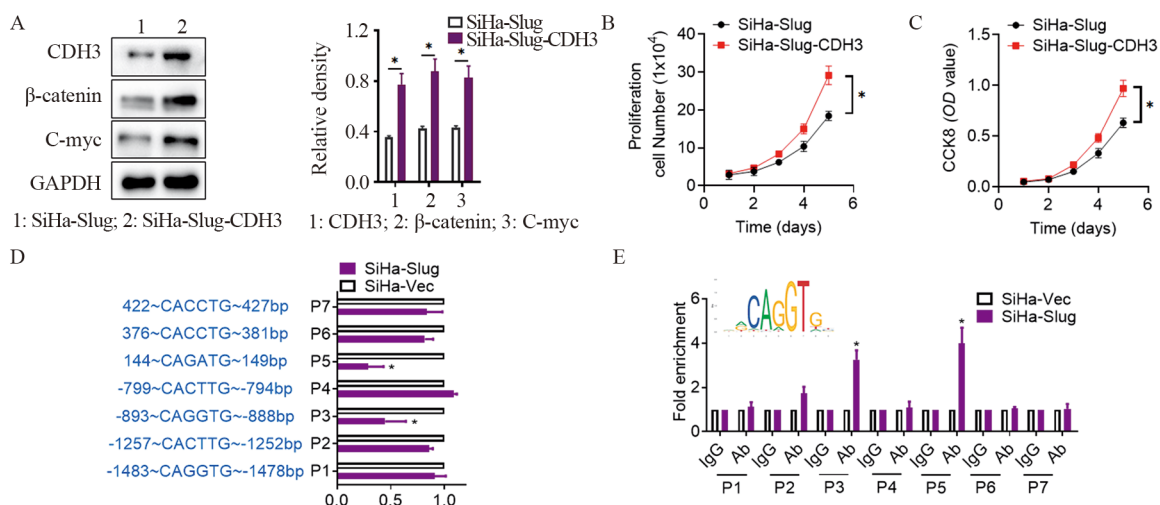 A
1 2
CDH3
β-catenin
C-myc
GAPDH
1: SiHa-Slug; 2: SiHa-Slug-CDH3
SiHa-Slug
SiHa-Slug-CDH3
Relative density
1.2
0.8
0.4
0.0
* * *
1 2 3
1: CDH3; 2: β-catenin; 3: C-myc
B
SiHa-Slug
SiHa-Slug-CDH3
Proliferation
cell Number (1x10⁴)
40
30
20
10
0
*
0 2 4 6
Time (days)
C
SiHa-Slug
SiHa-Slug-CDH3
CCK8 (OD value)
1.5
1.0
0.5
0.0
*
0 2 4 6
Time (days)
D
SiHa-Slug
SiHa-Vec
422~CACCTG~427bp P7
376~CACCTG~381bp P6
144~CAGATG~149bp P5 *
-799~CACTTG~-794bp P4
-893~CAGGTG~-888bp P3 *
-1257~CACTTG~-1252bp P2
-1483~CAGGTG~-1478bp P1
0.0 0.5 1.0
E
CAGGTG
SiHa-Vec
SiHa-Slug
Fold enrichment
6
4
2
0
* *
IgG Ab IgG Ab IgG Ab IgG Ab IgG Ab IgG Ab IgG Ab
P1 P2 P3 P4 P5 P6 P7